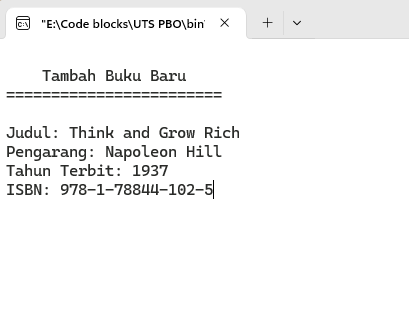 "E:\Code blocks\UTS PBO\bin
Tambah Buku Baru
========================
Judul: Think and Grow Rich
Pengarang: Napoleon Hill
Tahun Terbit: 1937
ISBN: 978-1-78844-102-5